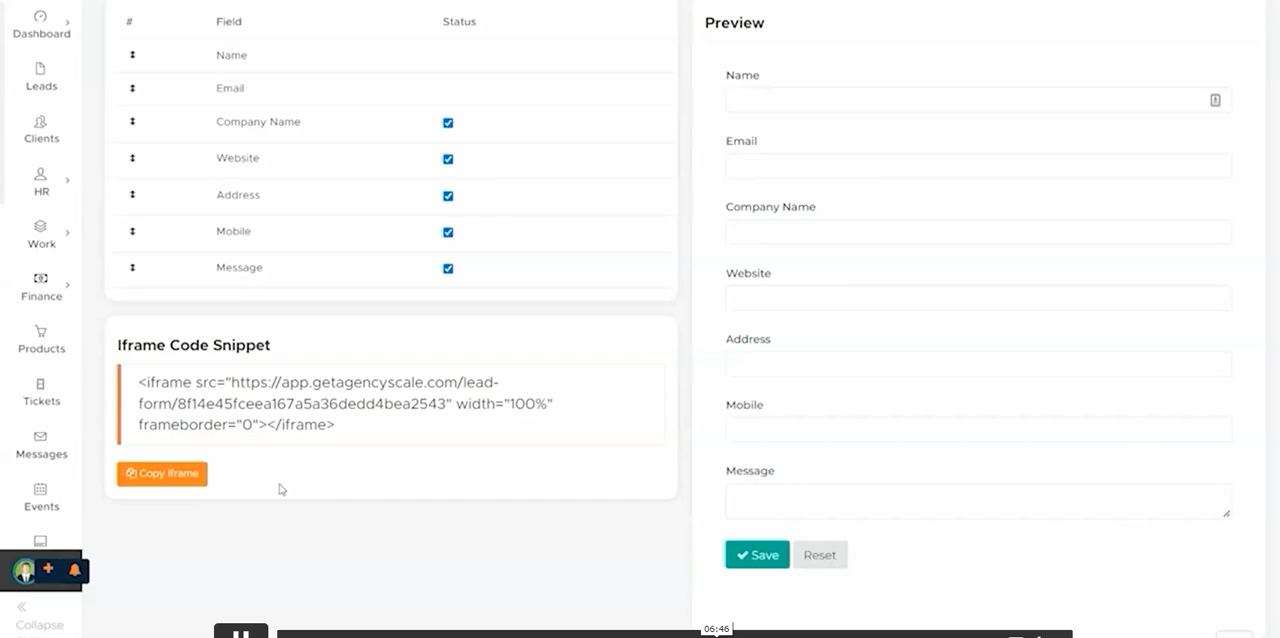 Dashboard
Leads
Clients
HR
Work
Finance
Products
Tickets
Messages
Events
Collapse
# Field Status
Name
Email
Company Name
Website
Address
Mobile
Message
Iframe Code Snippet
<iframe src="https://app.getagencyscale.com/lead-
form/8f14e45fceea167a5a36dedd4bea2543" width="100%"
frameborder="0"></iframe>
Copy Iframe
Preview
Name
Email
Company Name
Website
Address
Mobile
Message
Save Reset
06:46